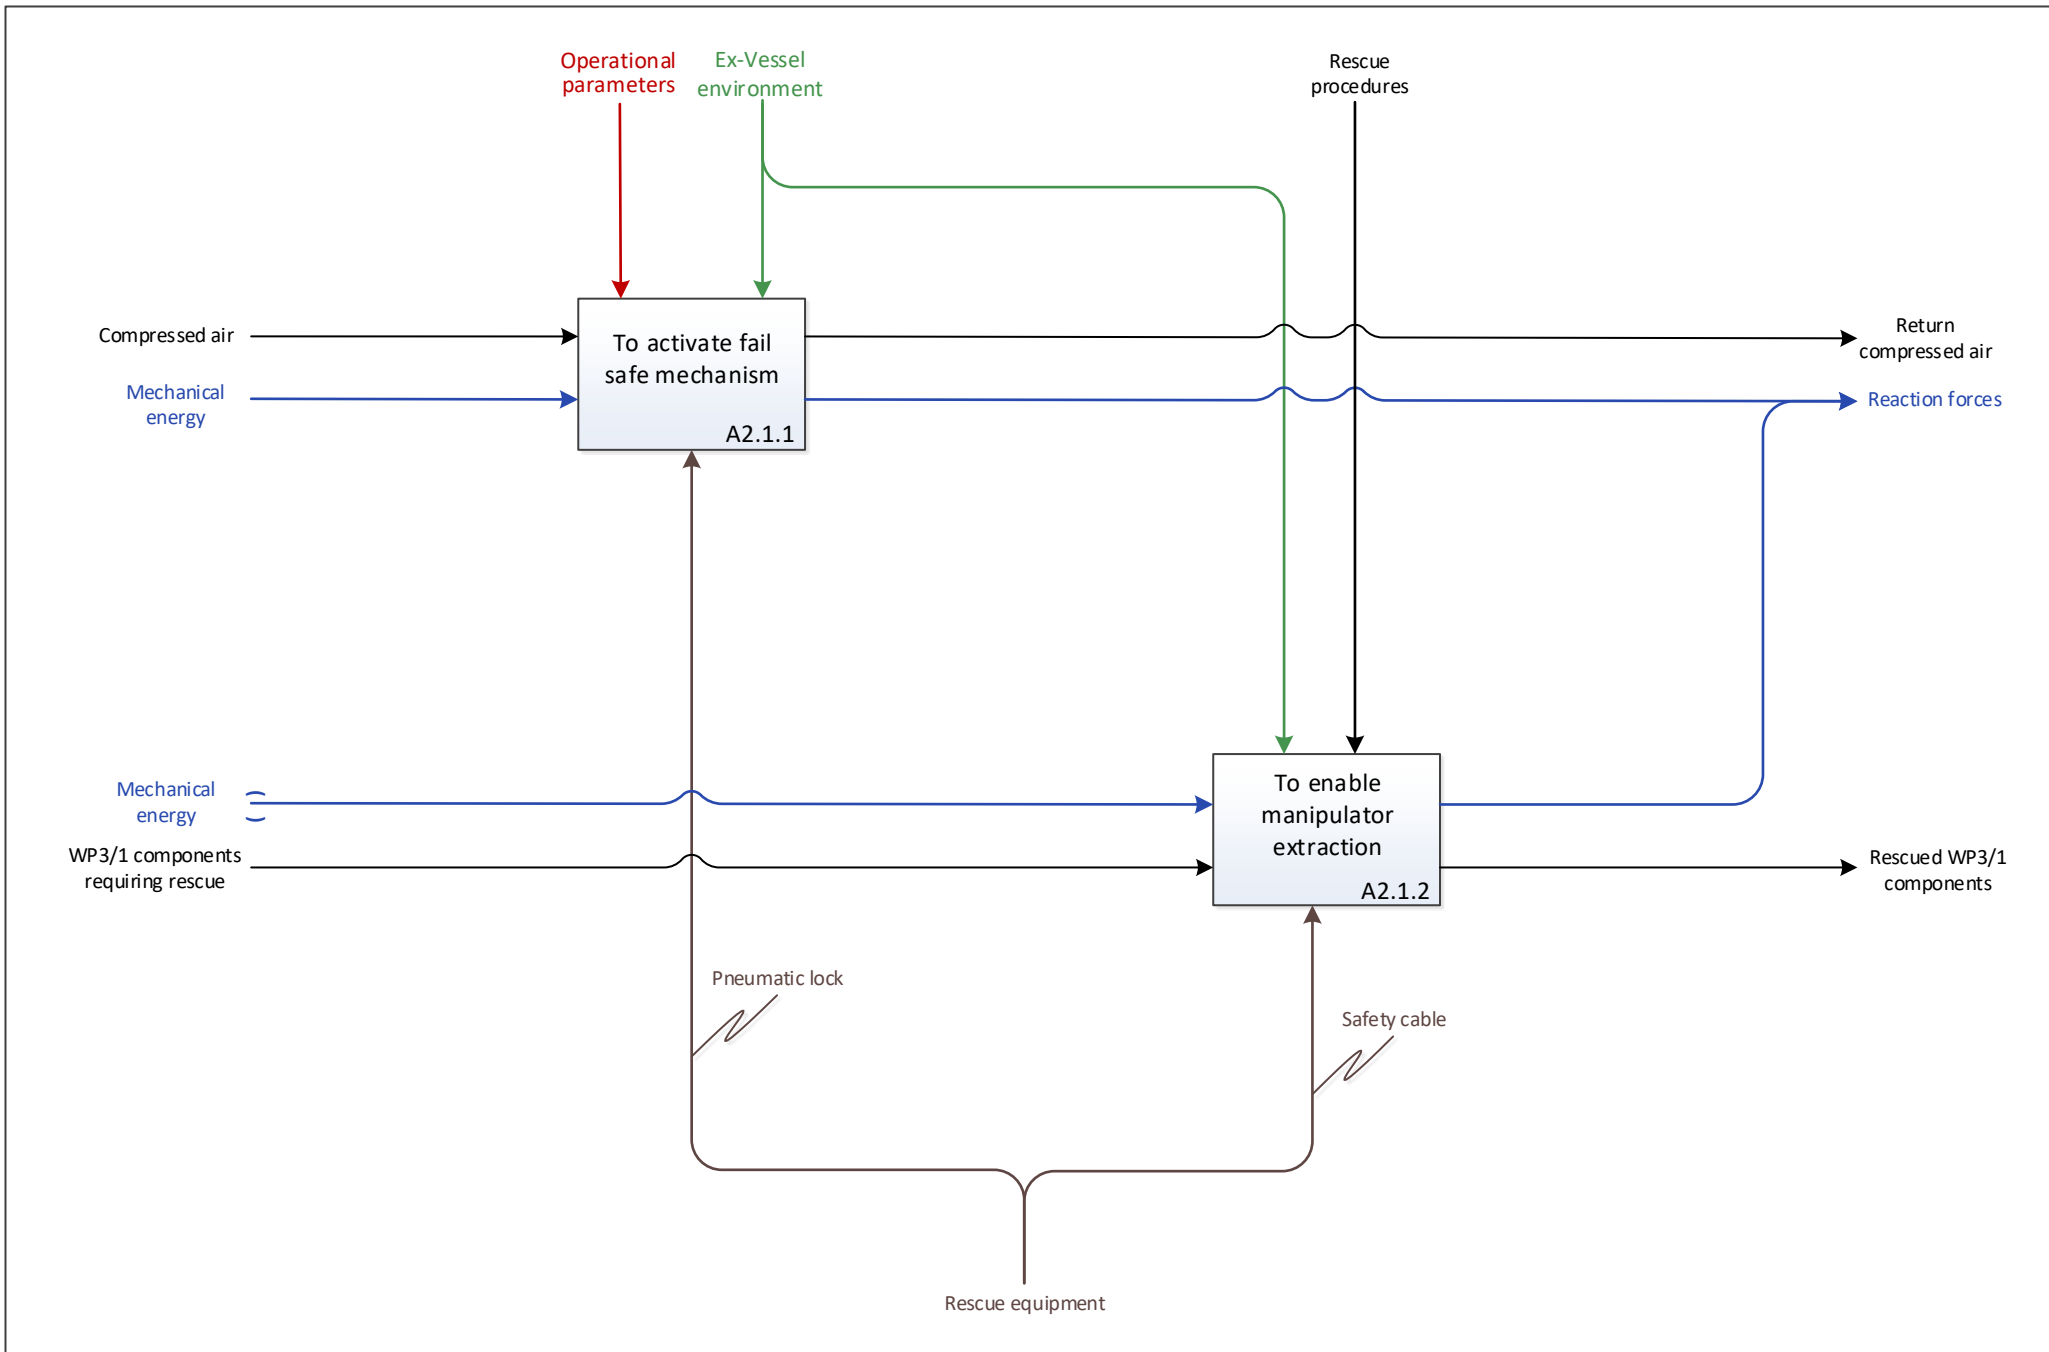 Operational
parameters
Ex-Vessel
environment
Rescue
procedures
Compressed air
Mechanical
energy
To activate fail
safe mechanism
A2.1.1
Return
compressed air
Reaction forces
Mechanical
energy
WP3/1 components
requiring rescue
To enable
manipulator
extraction
A2.1.2
Rescued WP3/1
components
Pneumatic lock
Safety cable
Rescue equipment